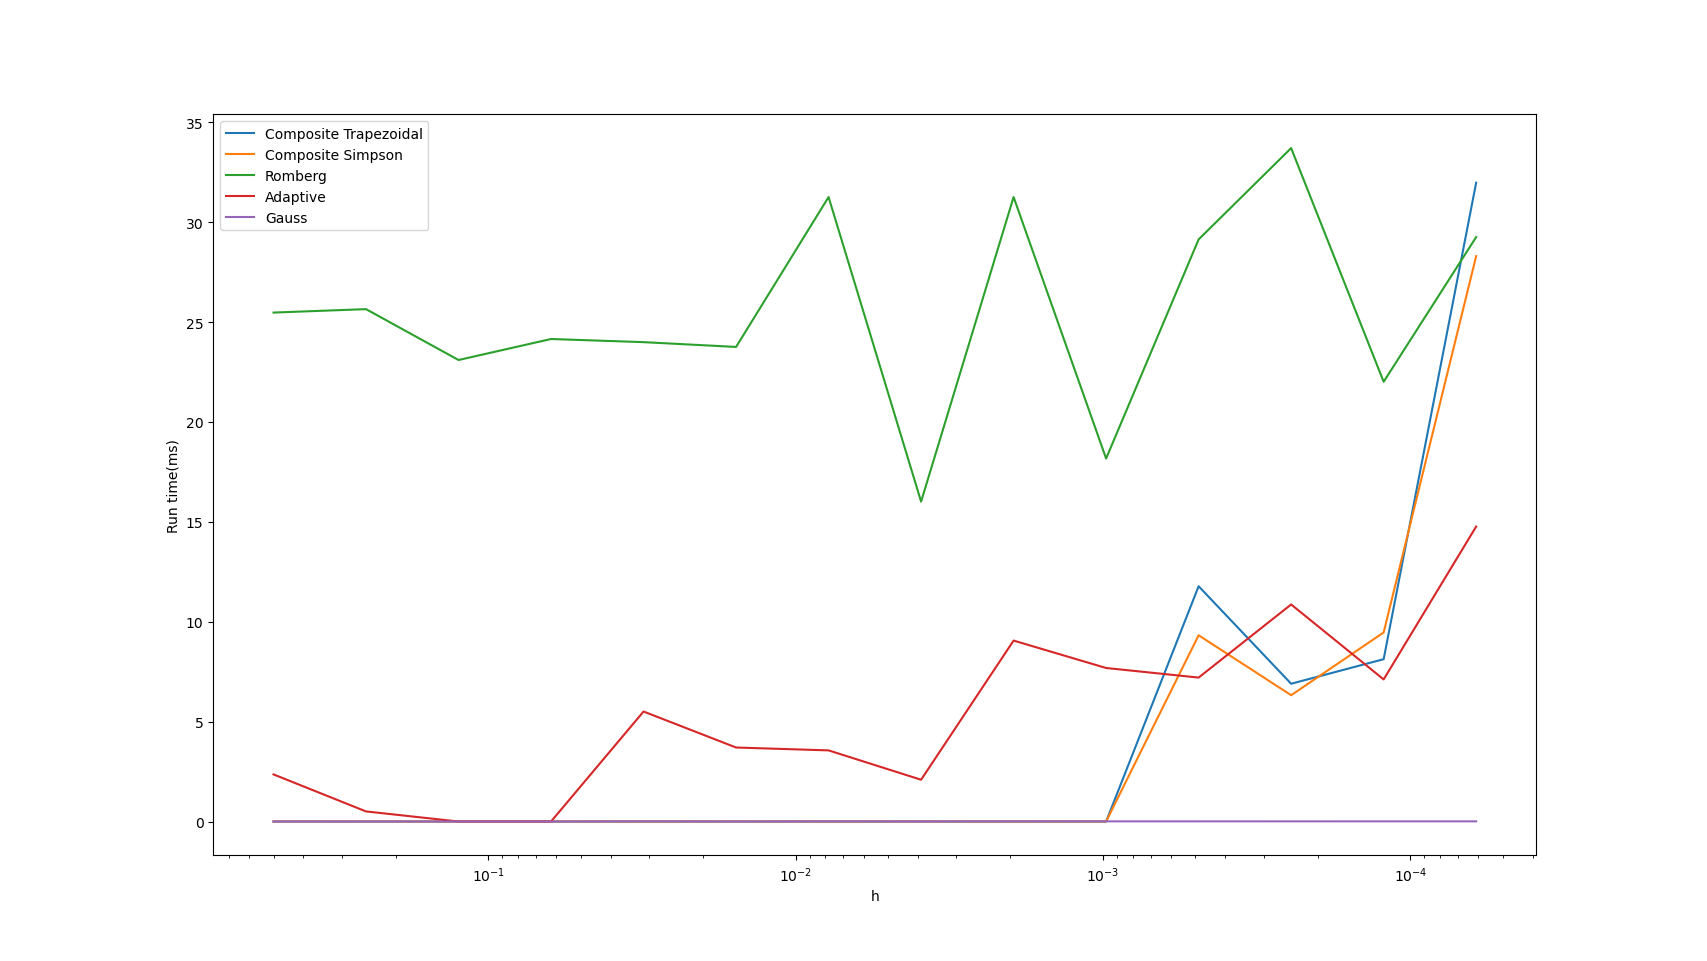 35
30
25
20
15
10
5
0
Run time(ms)
Composite Trapezoidal
Composite Simpson
Romberg
Adaptive
Gauss
10⁻¹ 10⁻² 10⁻³ 10⁻⁴
h